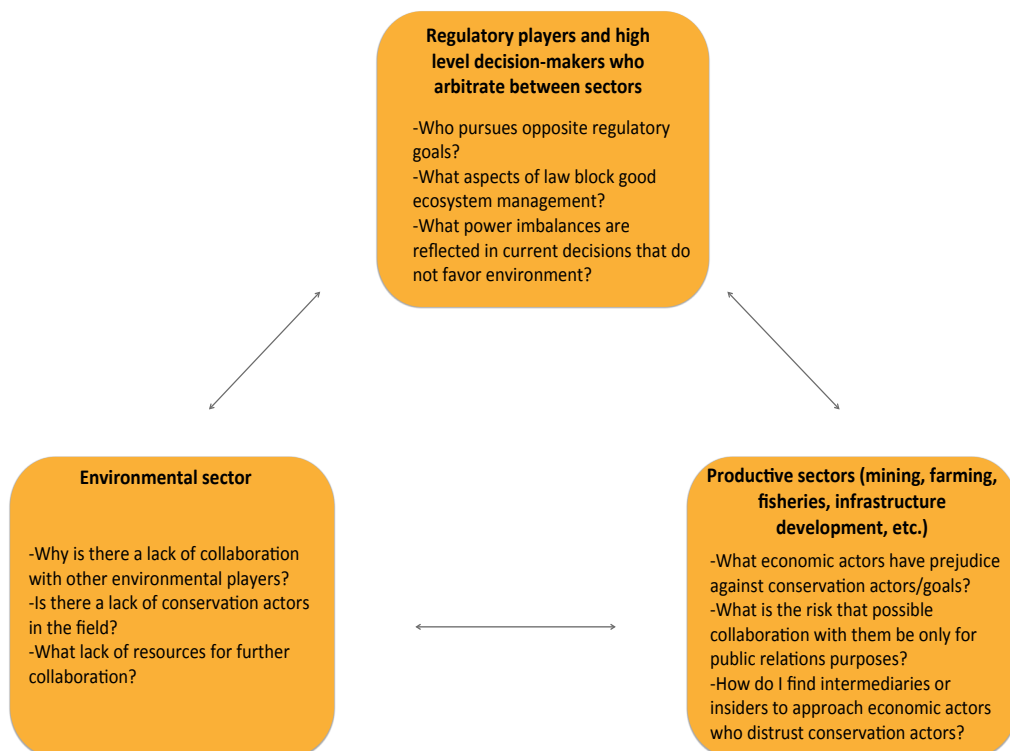 Regulatory players and high
level decision-makers who
arbitrate between sectors
-Who pursues opposite regulatory
goals?
-What aspects of law block good
ecosystem management?
-What power imbalances are
reflected in current decisions that do
not favor environment?
Environmental sector
-Why is there a lack of collaboration
with other environmental players?
-Is there a lack of conservation actors
in the field?
-What lack of resources for further
collaboration?
Productive sectors (mining, farming,
fisheries, infrastructure
development, etc.)
-What economic actors have prejudice
against conservation actors/goals?
-What is the risk that possible
collaboration with them be only for
public relations purposes?
-How do I find intermediaries or
insiders to approach economic actors
who distrust conservation actors?